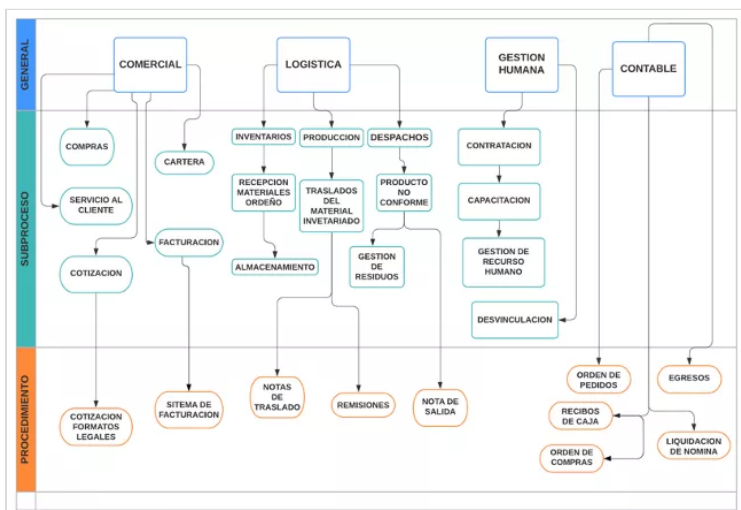 GENERAL
COMERCIAL
LOGISTICA
GESTION
HUMANA
CONTABLE
SUBPROCESO
COMPRAS
CARTERA
SERVICIO AL
CLIENTE
COTIZACION
FACTURACION
INVENTARIOS
PRODUCCION
DESPACHOS
RECEPCION
MATERIALES
ORDEÑO
TRASLADOS
DEL
MATERIAL
INVETARIADO
PRODUCTO
NO
CONFORME
ALMACENAMIENTO
GESTION
DE
RESIDUOS
CONTRATACION
CAPACITACION
GESTION DE
RECURSO
HUMANO
DESVINCULACION
PROCEDIMIENTO
COTIZACION
FORMATOS
LEGALES
SITEMA DE
FACTURACION
NOTAS
DE
TRASLADO
REMISIONES
NOTA DE
SALIDA
ORDEN DE
PEDIDOS
EGRESOS
RECIBOS
DE CAJA
ORDEN DE
COMPRAS
LIQUIDACION
DE NOMINA